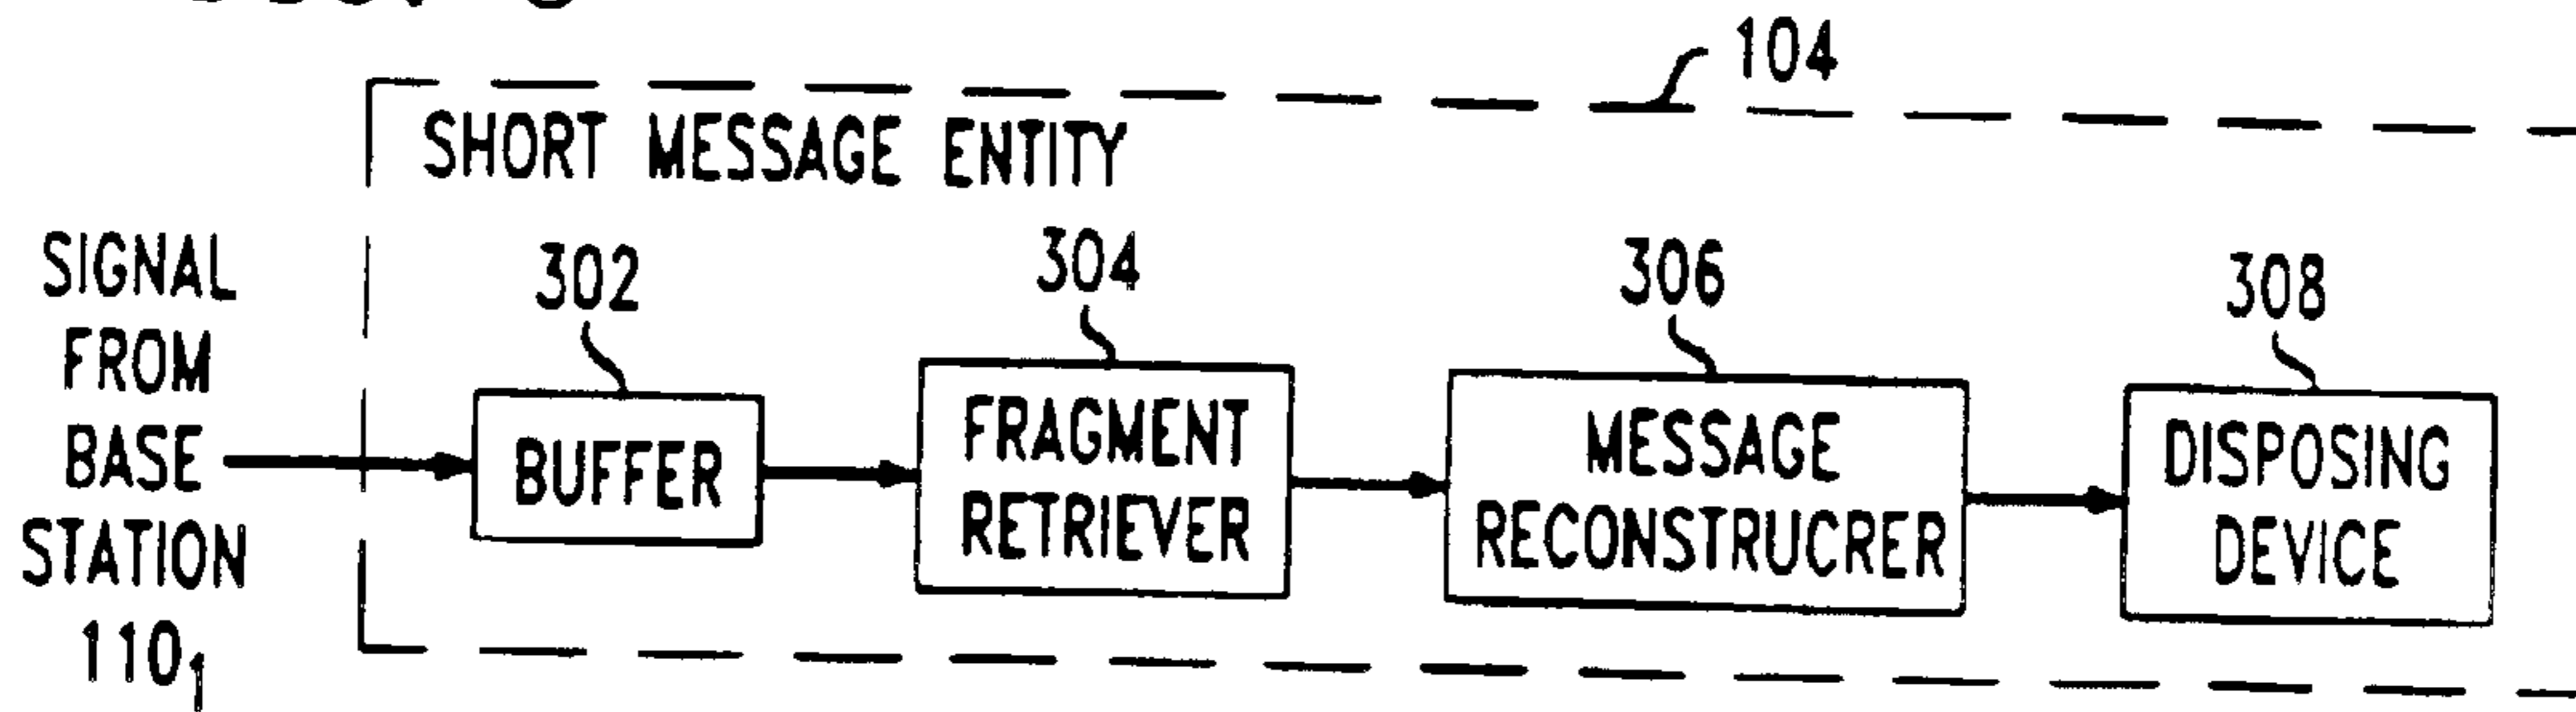 104
SHORT MESSAGE ENTITY
SIGNAL
FROM
BASE
STATION
110₁
302
BUFFER
304
FRAGMENT
RETRIEVER
306
MESSAGE
RECONSTRUCRER
308
DISPOSING
DEVICE